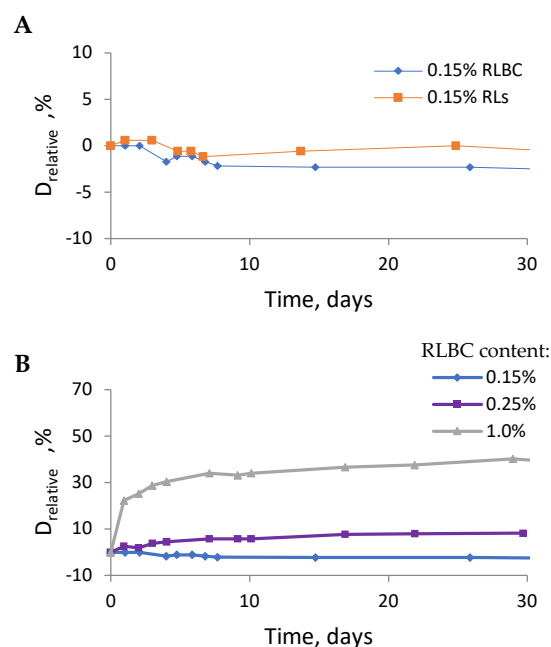 A
10
5
0
-5
-10
D relative ,%
0.15% RLBC
0.15% RLs
0 10 20 30
Time, days
B
RLBC content:
0.15%
0.25%
1.0%
70
50
30
10
-10
D relative ,%
0 10 20 30
Time, days